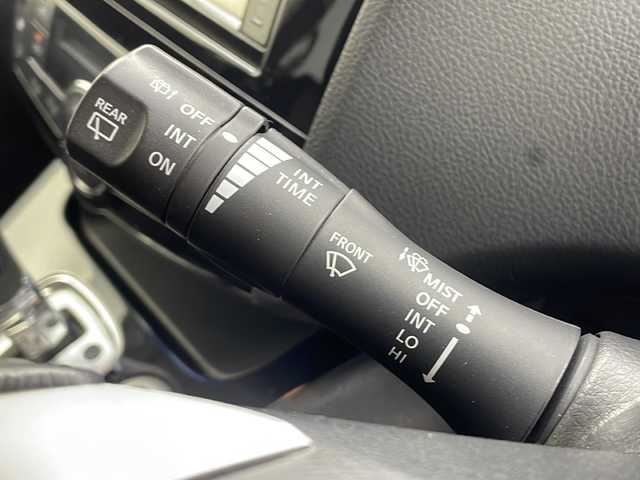 REAR
OFF
INT
ON
INT
TIME
FRONT
MIST
OFF
INT
LO
HI